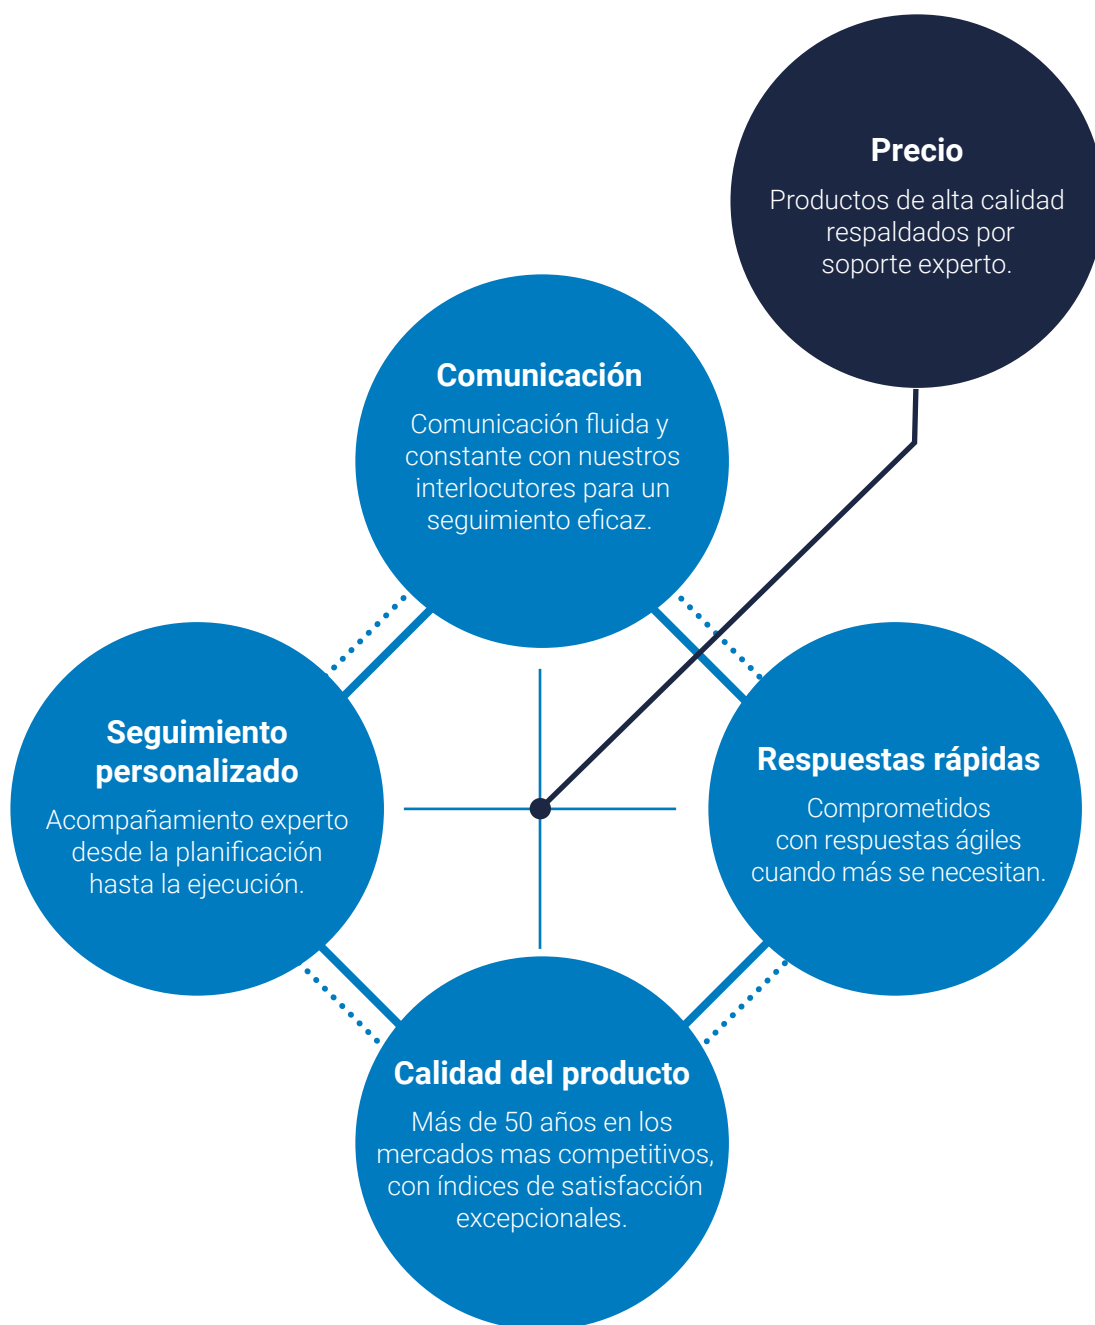 Precio
Productos de alta calidad
respaldados por
soporte experto.
Comunicación
Comunicación fluida y
constante con nuestros
interlocutores para un
seguimiento eficaz.
Seguimiento
personalizado
Acompañamiento experto
desde la planificación
hasta la ejecución.
Respuestas rápidas
Comprometidos
con respuestas ágiles
cuando más se necesitan.
Calidad del producto
Más de 50 años en los
mercados mas competitivos,
con índices de satisfacción
excepcionales.